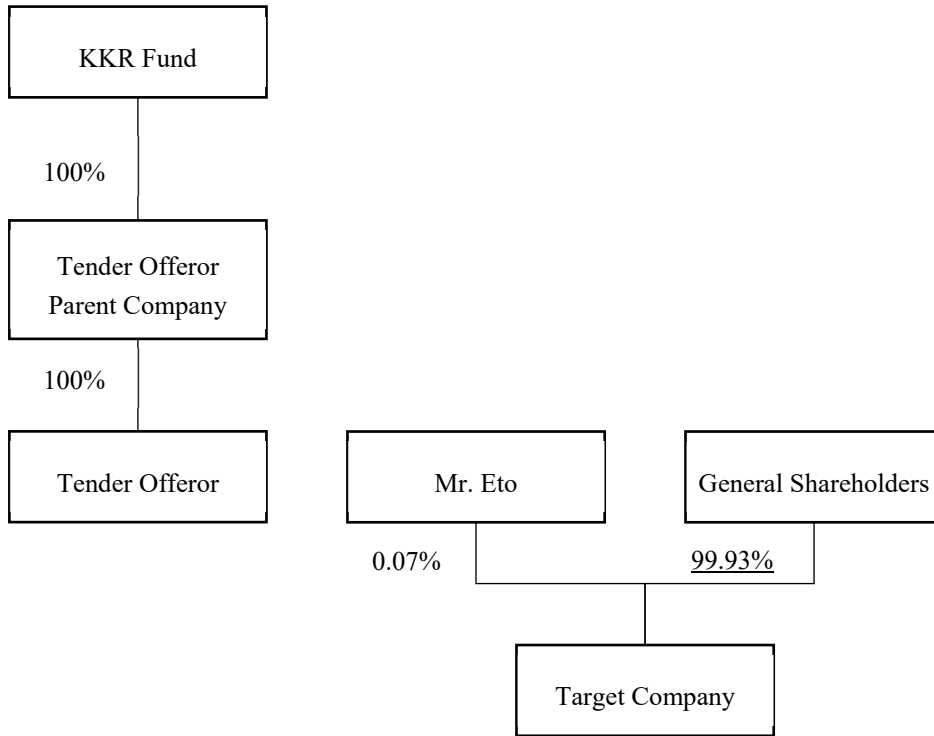 KKR Fund
100%
Tender Offeror
Parent Company
100%
Tender Offeror
Mr. Eto
General Shareholders
0.07%
99.93%
Target Company